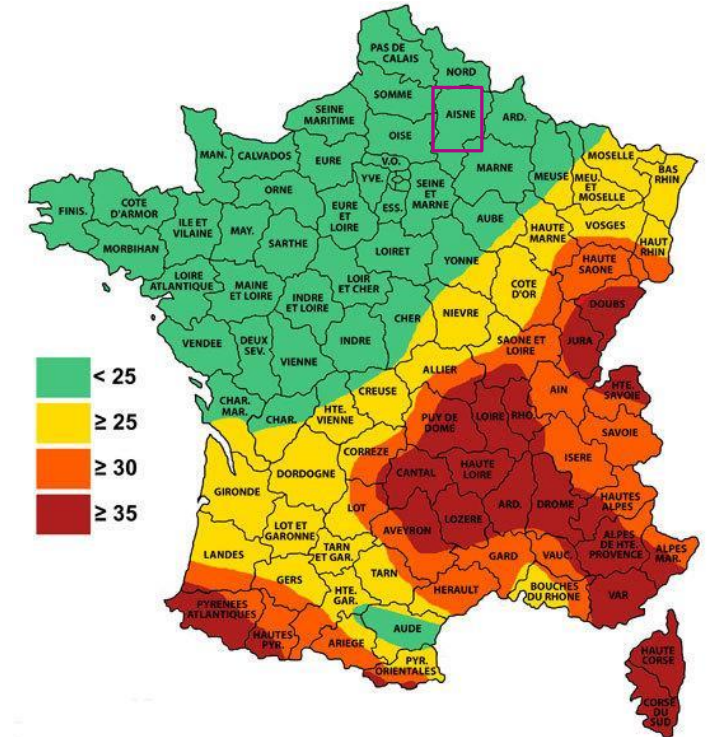 PAS DE
CALAIS
NORD
SOMME
AISNE
ARD.
SEINE
MARITIME
OISE
MAN.
CALVADOS
EURE
V.O.
YVE.
ESS.
SEINE
ET
MARNE
MARNE
MEUSE
MOSELLE
MEU.
ET
MOSELLE
BAS
RHIN
ORNE
EURE
ET
LOIRE
AUBE
HAUTE
MARNE
VOSGES
HAUT
RHIN
FINIS.
COTE
D'ARMOR
MORBIHAN
ILE ET
VILAINE
MAY.
SARTHE
LOIRET
YONNE
HAUTE
SAONE
LOIRE
ATLANTIQUE
MAINE
ET LOIRE
INDRE
ET LOIRE
LOIR
ET CHER
CHER
NIEVRE
COTE
D'OR
DOUBS
JURA
VENDEE
DEUX
SEV.
VIENNE
INDRE
SAONE ET
LOIRE
ALLIER
CREUSE
CHAR.
MAR.
CHAR.
HTE.
VIENNE
PUY DE
DOME
LOIRE
RHO.
AIN
HTE.
SAVOIE
SAVOIE
ISERE
CORREZE
CANTAL
HAUTE
LOIRE
DORDOGNE
GIRONDE
LOT
AVEYRON
LOZERE
ARD.
DROME
HAUTES
ALPES
LOT ET
GARONNE
TARN
ET GAR.
LANDES
GERS
TARN
HTE.
GAR.
HERAULT
GARD
VAUC.
ALPES
DE HTE.
PROVENCE
ALPES
MAR.
BOUCHES
DU RHONE
VAR
PYRENEES
ATLANTIQUES
HAUTES
PYR.
ARIEGE
AUDE
PYR.
ORIENTALES
HAUTE
CORSE
CORSE
DU
SUD
< 25
≥ 25
≥ 30
≥ 35